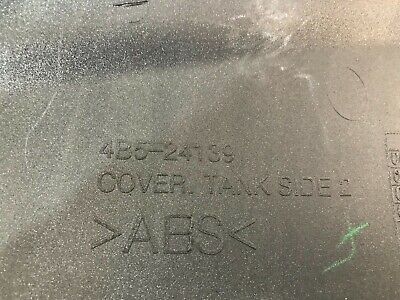 4B5-24139
COVER, TANK SIDE 2
>ABS<